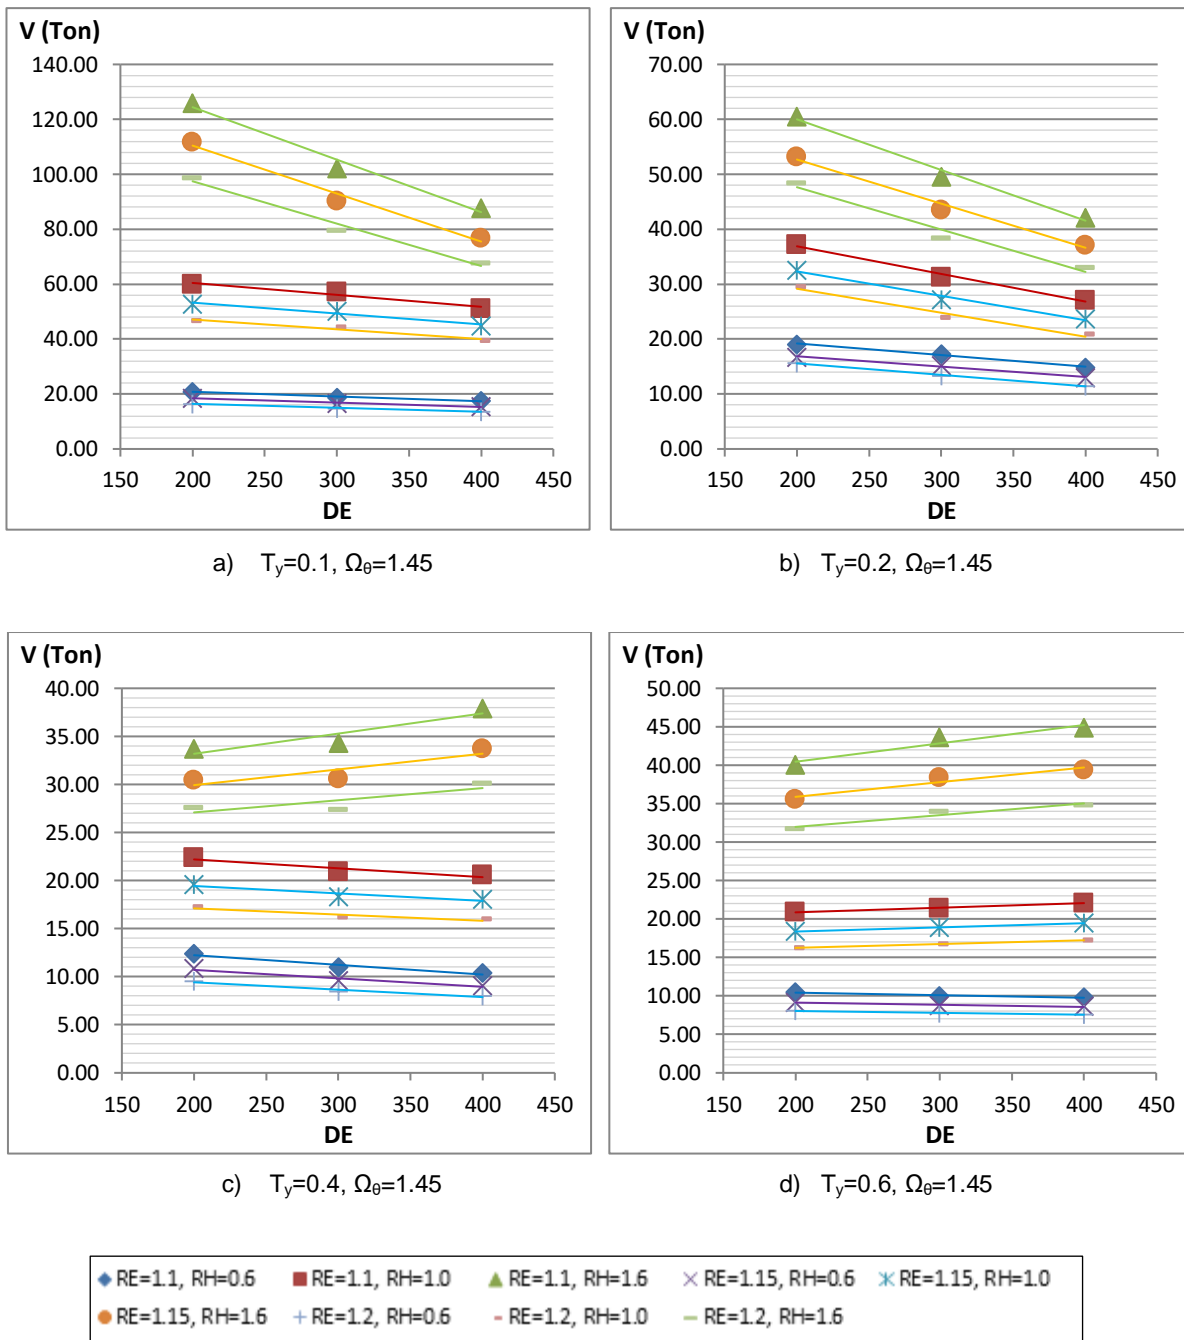 V (Ton)
140.00
120.00
100.00
80.00
60.00
40.00
20.00
0.00
150 200 250 300 350 400 450
DE
a) Ty=0.1, Ωθ=1.45
V (Ton)
70.00
60.00
50.00
40.00
30.00
20.00
10.00
0.00
150 200 250 300 350 400 450
DE
b) Ty=0.2, Ωθ=1.45
V (Ton)
40.00
35.00
30.00
25.00
20.00
15.00
10.00
5.00
0.00
150 200 250 300 350 400 450
DE
c) Ty=0.4, Ωθ=1.45
V (Ton)
50.00
45.00
40.00
35.00
30.00
25.00
20.00
15.00
10.00
5.00
0.00
150 200 250 300 350 400 450
DE
d) Ty=0.6, Ωθ=1.45
RE=1.1, RH=0.6 RE=1.1, RH=1.0 RE=1.1, RH=1.6 RE=1.15, RH=0.6 RE=1.15, RH=1.0
RE=1.15, RH=1.6 RE=1.2, RH=0.6 RE=1.2, RH=1.0 RE=1.2, RH=1.6